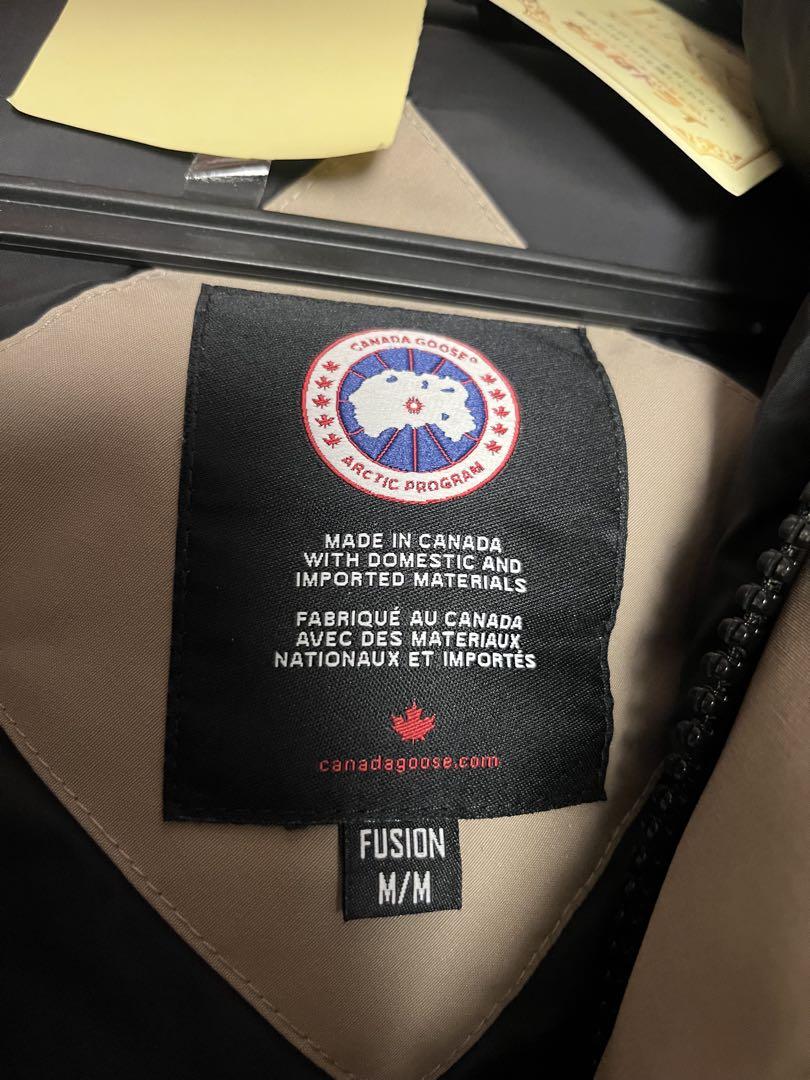 CANADA GOOSE®
ARCTIC PROGRAM
MADE IN CANADA
WITH DOMESTIC AND
IMPORTED MATERIALS
FABRIQUÉ AU CANADA
AVEC DES MATERIAUX
NATIONAUX ET IMPORTÉS
canadagoose.com
FUSION
M/M